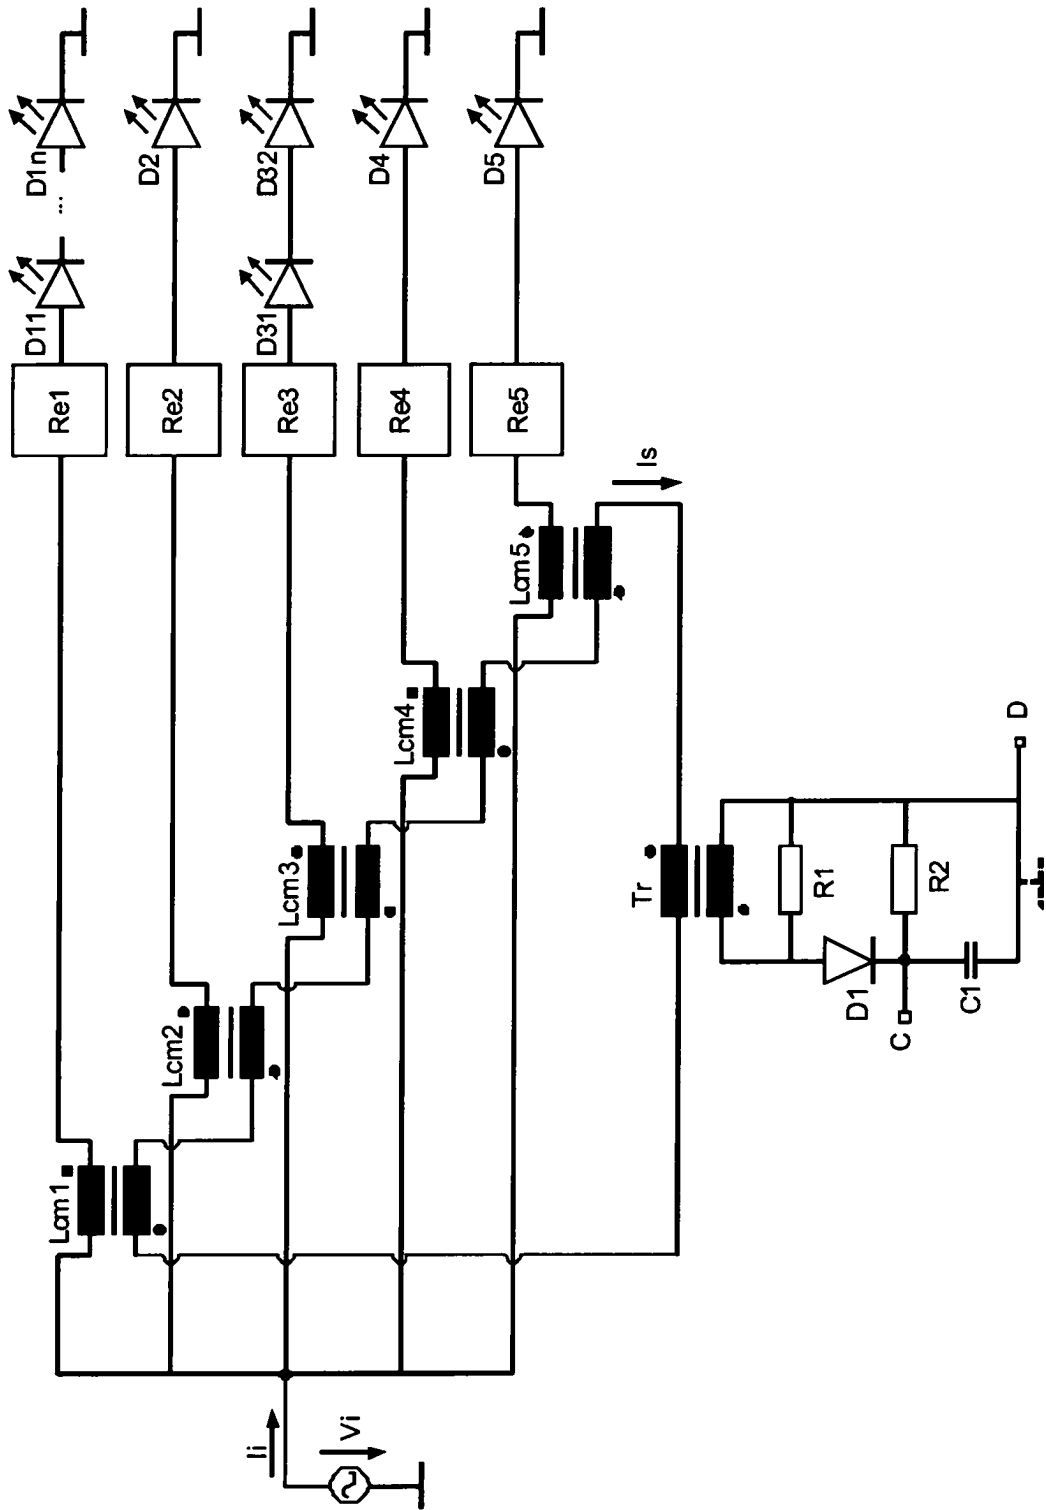 D11
...
D1n
D2
D31
D32
D4
D5
Re1
Re2
Re3
Re4
Re5
Lcm1
Lcm2
Lcm3
Lcm4
Lcm5
Ii
Vi
Is
Tr
R1
D1
R2
C
C1
D